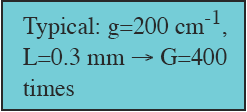 Typical: g=200 cm⁻¹,
L=0.3 mm → G=400
times